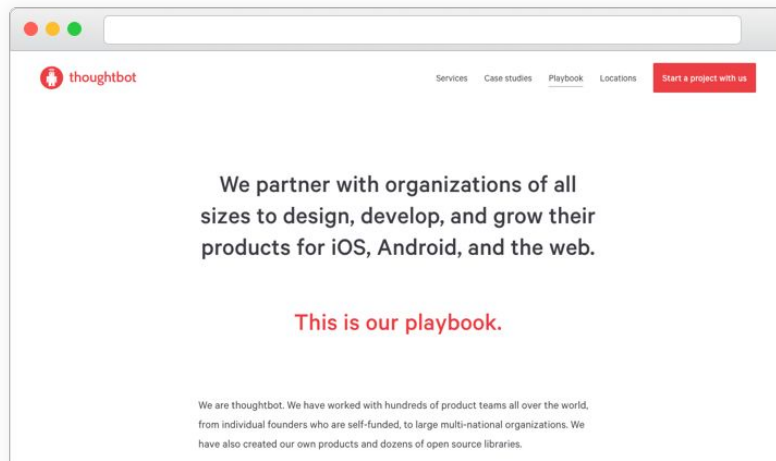 thoughtbot
Services Case studies Playbook Locations Start a project with us
We partner with organizations of all
sizes to design, develop, and grow their
products for iOS, Android, and the web.
This is our playbook.
We are thoughtbot. We have worked with hundreds of product teams all over the world,
from individual founders who are self-funded, to large multi-national organizations. We
have also created our own products and dozens of open source libraries.